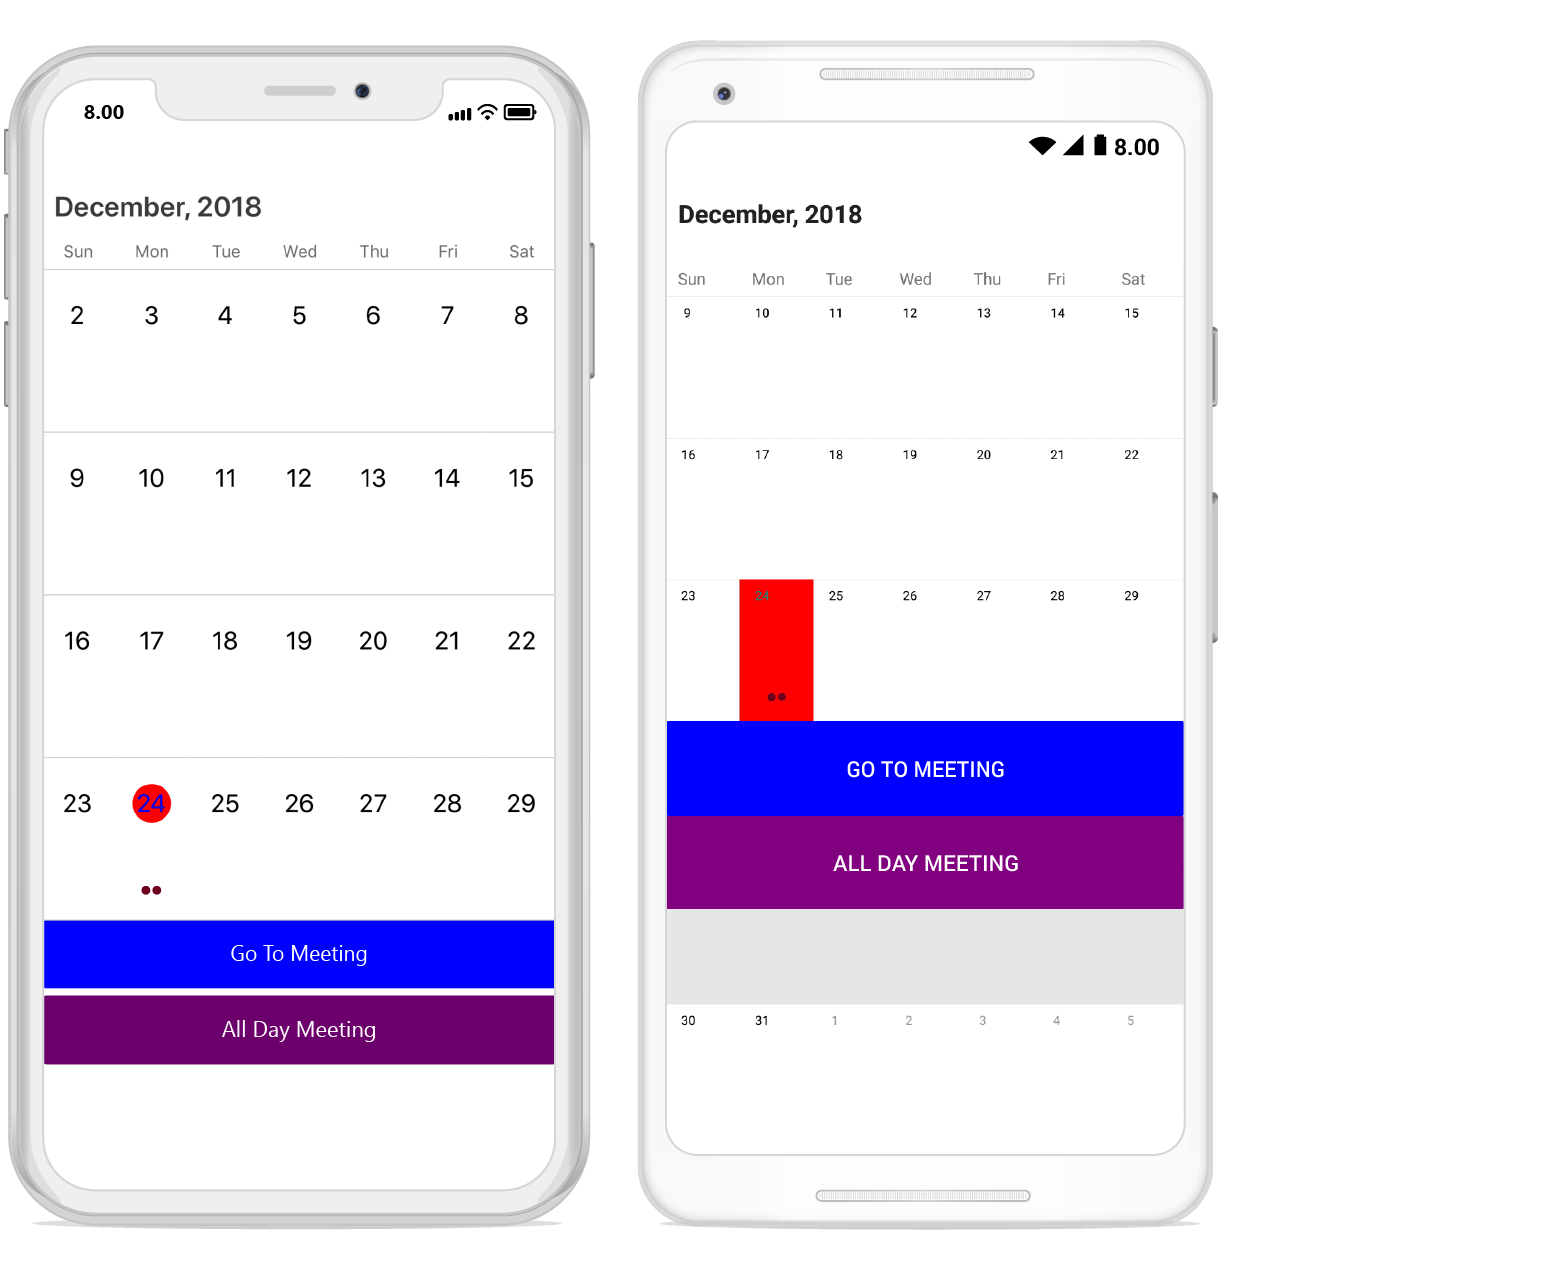 8.00
December, 2018
Sun Mon Tue Wed Thu Fri Sat
2 3 4 5 6 7 8
9 10 11 12 13 14 15
16 17 18 19 20 21 22
23 24 25 26 27 28 29
Go To Meeting
All Day Meeting
8.00
December, 2018
Sun Mon Tue Wed Thu Fri Sat
9 10 11 12 13 14 15
16 17 18 19 20 21 22
23 24 25 26 27 28 29
GO TO MEETING
ALL DAY MEETING
30 31 1 2 3 4 5